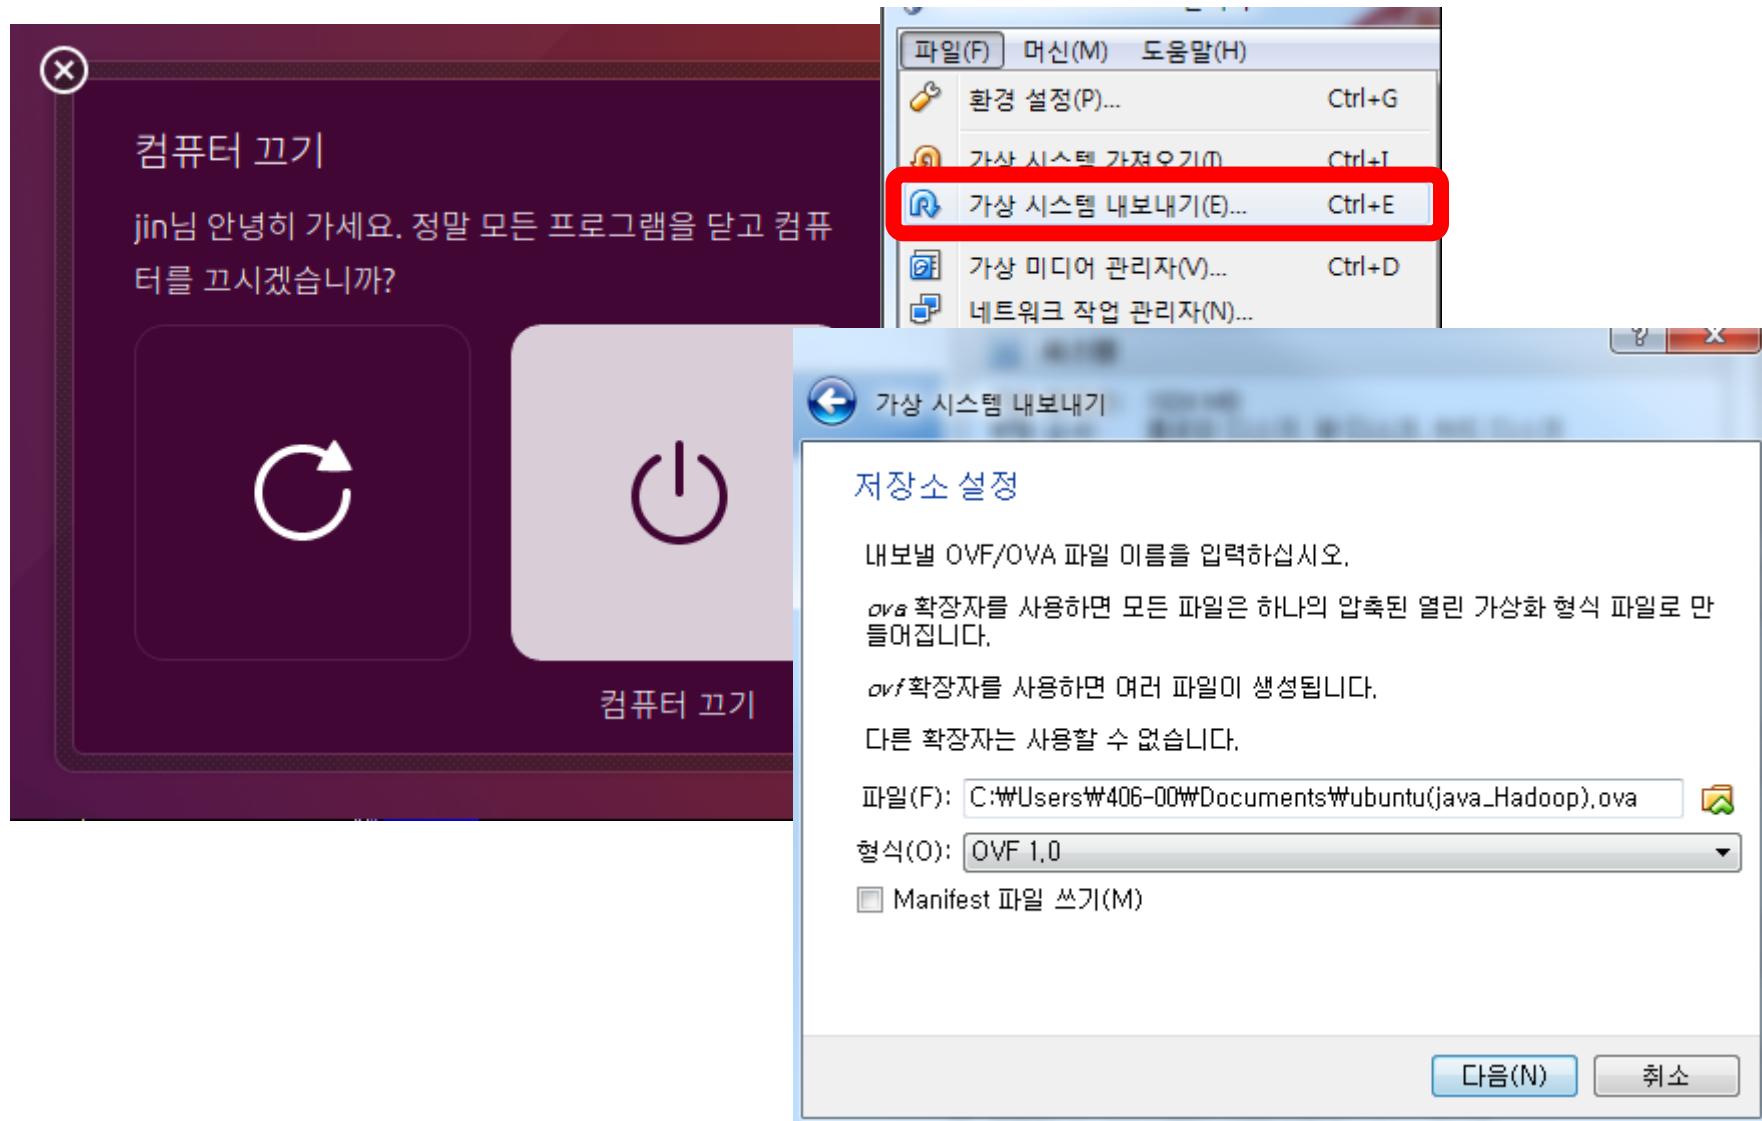 컴퓨터 끄기
jin님 안녕히 가세요. 정말 모든 프로그램을 닫고 컴퓨
터를 끄시겠습니까?
컴퓨터 끄기
파일(F) 머신(M) 도움말(H)
환경 설정(P)... Ctrl+G
가상 시스템 가져오기(I) Ctrl+I
가상 시스템 내보내기(E)... Ctrl+E
가상 미디어 관리자(V)... Ctrl+D
네트워크 작업 관리자(N)...
가상 시스템 내보내기
저장소 설정
내보낼 OVF/OVA 파일 이름을 입력하십시오.
ova 확장자를 사용하면 모든 파일은 하나의 압축된 열린 가상화 형식 파일로 만
들어집니다.
ovf 확장자를 사용하면 여러 파일이 생성됩니다.
다른 확장자는 사용할 수 없습니다.
파일(F): C:₩Users₩406-00₩Documents₩ubuntu(java_Hadoop).ova
형식(O): OVF 1.0
Manifest 파일 쓰기(M)
다음(N) 취소